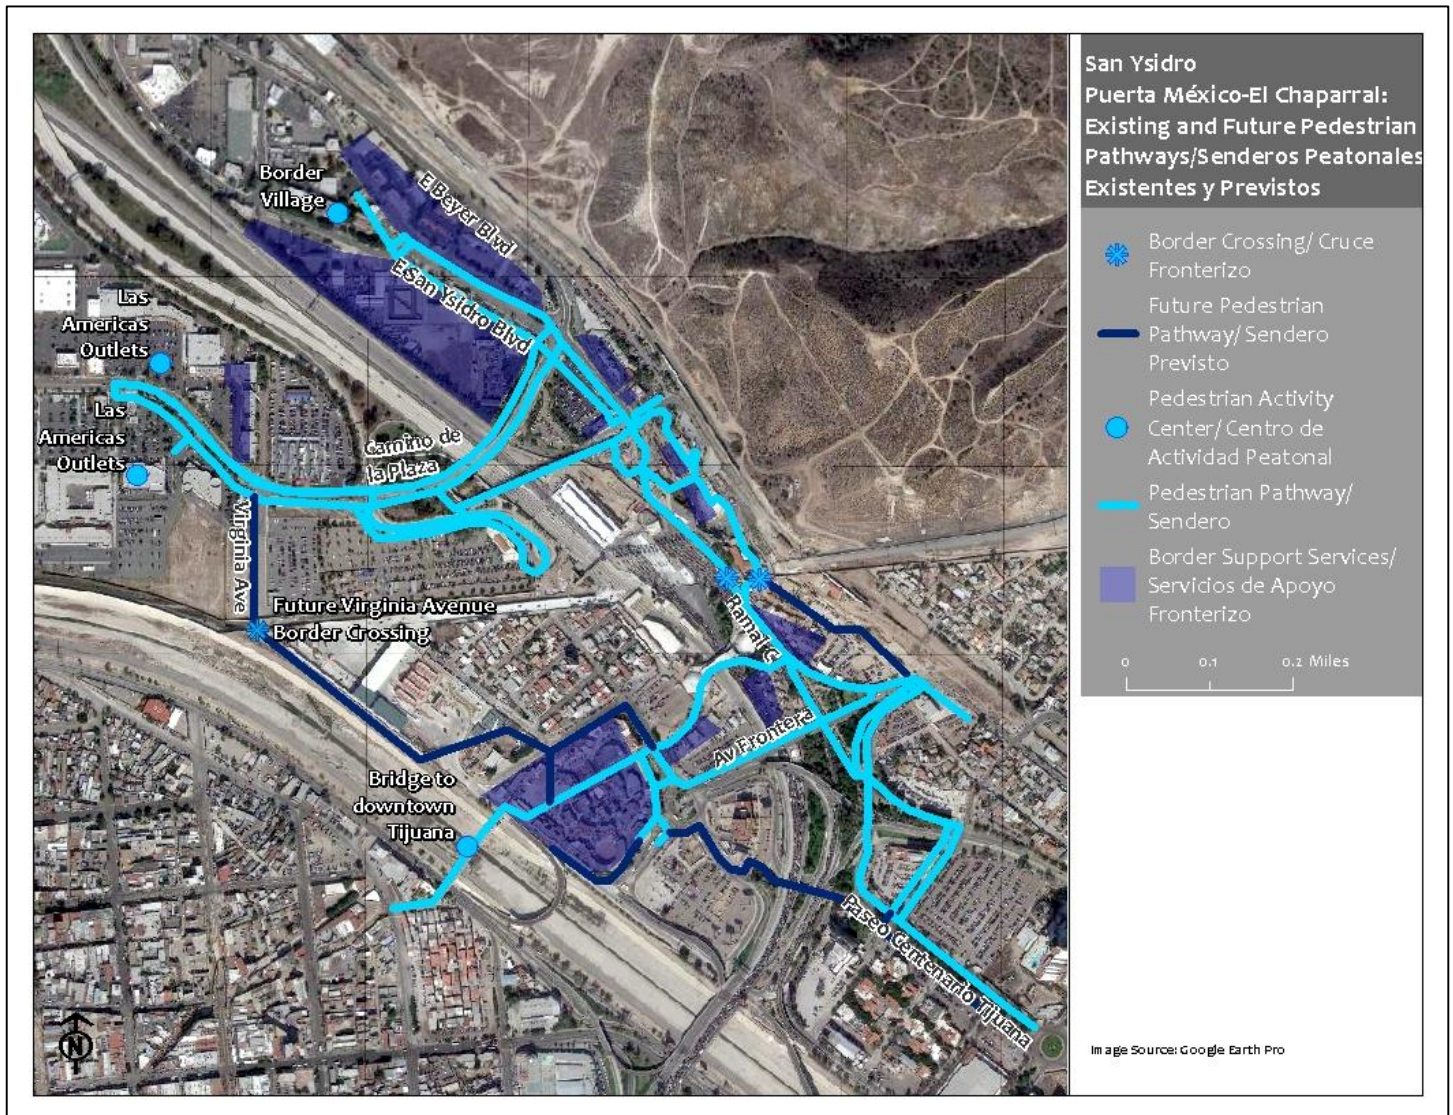 San Ysidro
Puerta México-El Chaparral:
Existing and Future Pedestrian
Pathways/Senderos Peatonales
Existentes y Previstos
Border Crossing/ Cruce
Fronterizo
Future Pedestrian
Pathway/ Sendero
Previsto
Pedestrian Activity
Center/ Centro de
Actividad Peatonal
Pedestrian Pathway/
Sendero
Border Support Services/
Servicios de Apoyo
Fronterizo
0 0.1 0.2 Miles
Image Source: Google Earth Pro
Border
Village
E Beyer Blvd
E San Ysidro Blvd
Las
Americas
Outlets
Las
Americas
Outlets
Camino de
la Plaza
Virginia Ave
Future Virginia Avenue
Border Crossing
Ramal C
Av Frontera
Bridge to
downtown
Tijuana
Paseo Centenario Tijuana
N